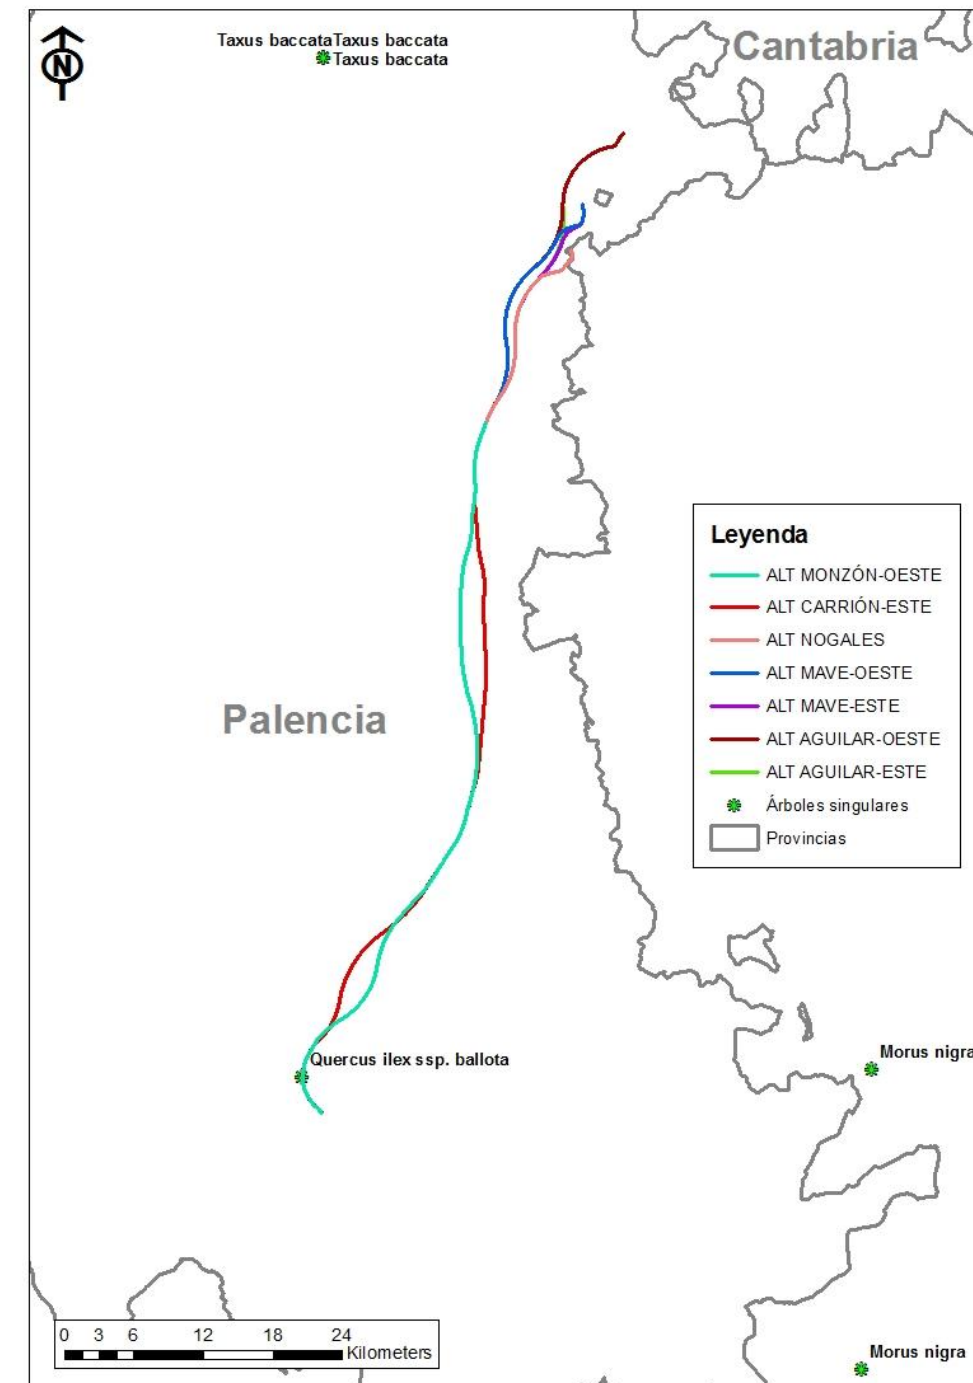 Taxus baccataTaxus baccata
Taxus baccata
Cantabria
N
Leyenda
ALT MONZÓN-OESTE
ALT CARRIÓN-ESTE
ALT NOGALES
ALT MAVE-OESTE
ALT MAVE-ESTE
ALT AGUILAR-OESTE
ALT AGUILAR-ESTE
Árboles singulares
Provincias
Palencia
Quercus ilex ssp. ballota
Morus nigra
Morus nigra
0 3 6 12 18 24
Kilometers